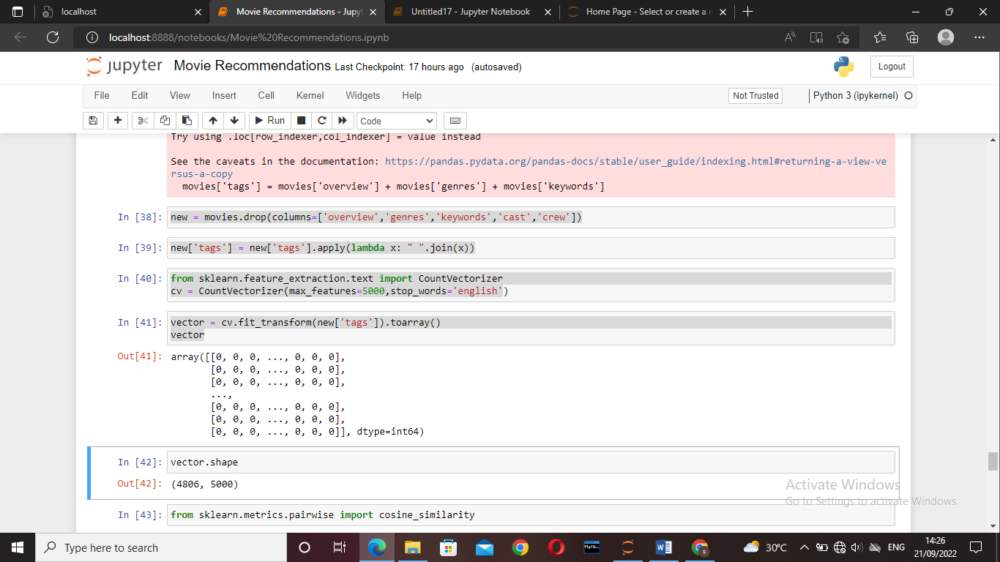 localhost
Movie Recommendations - Jupyt
Untitled17 - Jupyter Notebook
Home Page - Select or create a n
localhost:8888/notebooks/Movie%20Recommendations.ipynb
jupyter Movie Recommendations Last Checkpoint: 17 hours ago (autosaved)
Logout
File Edit View Insert Cell Kernel Widgets Help
Not Trusted
Python 3 (ipykernel)
Run
Code
Try using .loc[row_indexer,col_indexer] = value instead
See the caveats in the documentation: https://pandas.pydata.org/pandas-docs/stable/user_guide/indexing.html#returning-a-view-ve
rsus-a-copy
movies['tags'] = movies['overview'] + movies['genres'] + movies['keywords']
In [38]: new = movies.drop(columns=['overview','genres','keywords','cast','crew'])
In [39]: new['tags'] = new['tags'].apply(lambda x: " ".join(x))
In [40]: from sklearn.feature_extraction.text import CountVectorizer
cv = CountVectorizer(max_features=5000,stop_words='english')
In [41]: vector = cv.fit_transform(new['tags']).toarray()
vector
Out[41]: array([[0, 0, 0, ..., 0, 0, 0],
[0, 0, 0, ..., 0, 0, 0],
[0, 0, 0, ..., 0, 0, 0],
...,
[0, 0, 0, ..., 0, 0, 0],
[0, 0, 0, ..., 0, 0, 0],
[0, 0, 0, ..., 0, 0, 0]], dtype=int64)
In [42]: vector.shape
Out[42]: (4806, 5000)
Activate Windows
Go to Settings to activate Windows.
In [43]: from sklearn.metrics.pairwise import cosine_similarity
Type here to search
MySQL
30°C
ENG
14:26
21/09/2022